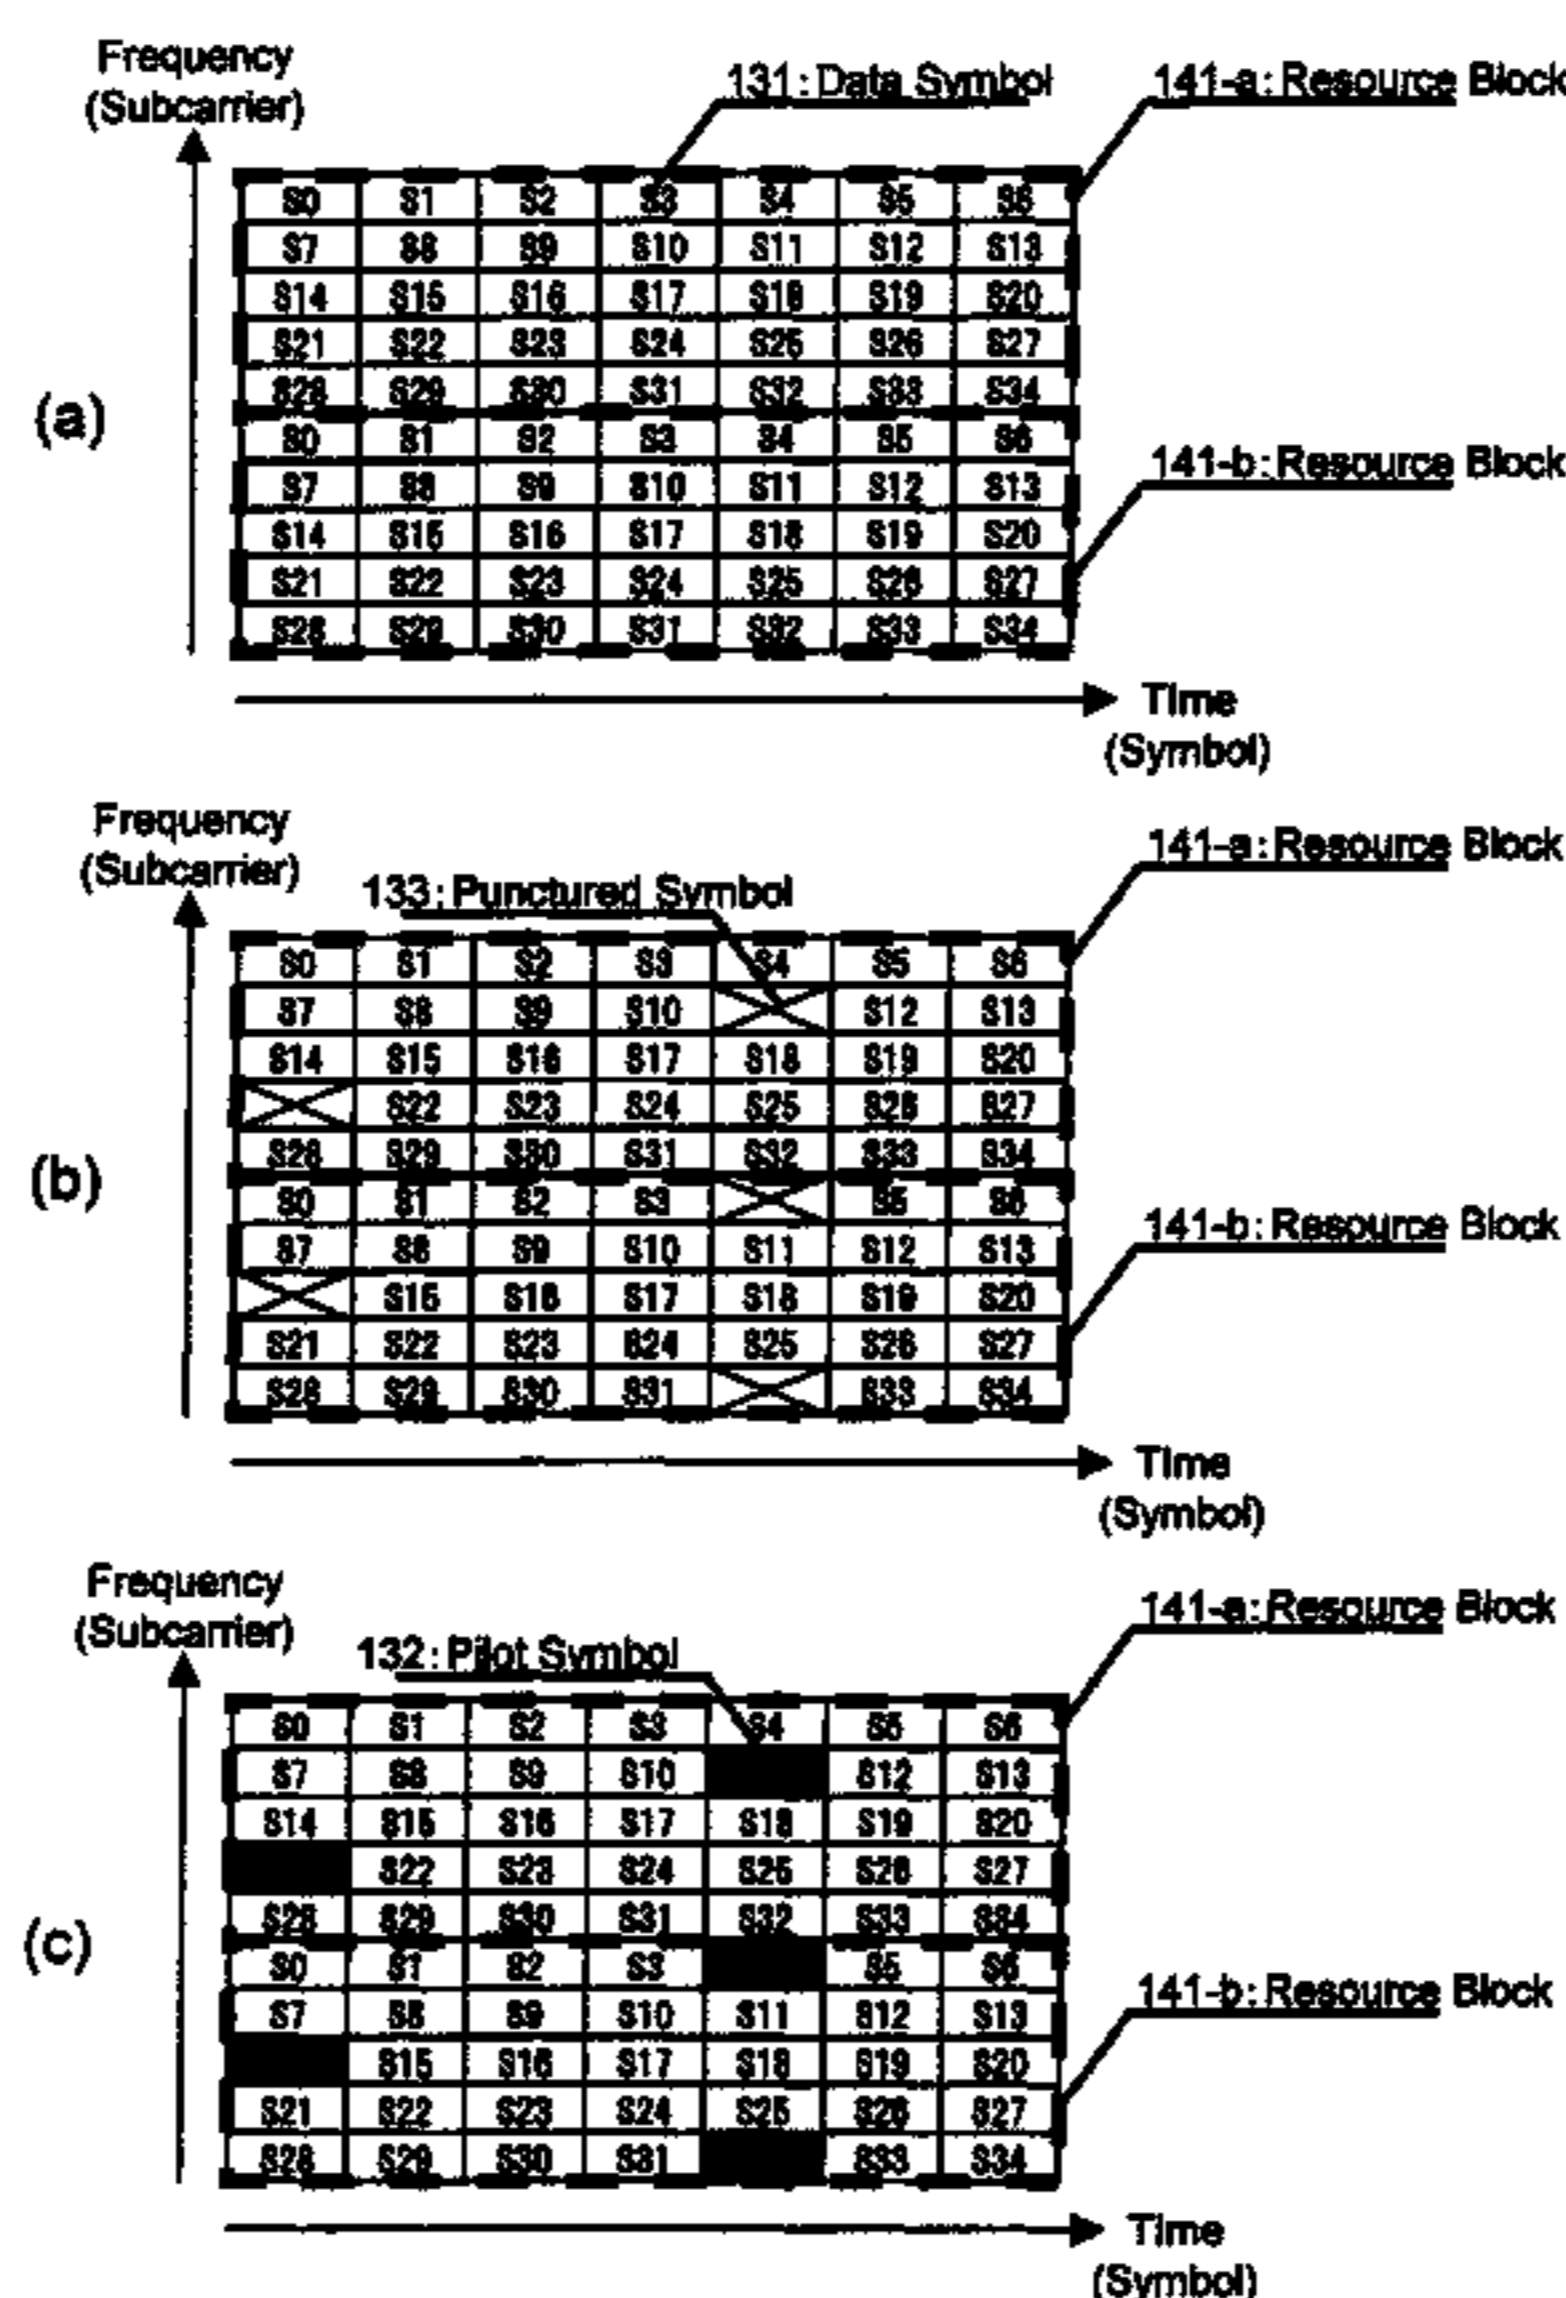 Frequency
(Subcarrier)
131:Data Symbol
141-a:Resource Block
S0 S1 S2 S3 S4 S5 S6
S7 S8 S9 S10 S11 S12 S13
S14 S15 S16 S17 S18 S19 S20
S21 S22 S23 S24 S25 S26 S27
S28 S29 S30 S31 S32 S33 S34
(a)
S0 S1 S2 S3 S4 S5 S6
S7 S8 S9 S10 S11 S12 S13
141-b:Resource Block
S14 S15 S16 S17 S18 S19 S20
S21 S22 S23 S24 S25 S26 S27
S28 S29 S30 S31 S32 S33 S34
Time
(Symbol)
Frequency
(Subcarrier)
133:Punctured Symbol
141-a:Resource Block
S0 S1 S2 S3 S4 S5 S6
S7 S8 S9 S10 S12 S13
S14 S15 S16 S17 S18 S19 S20
S22 S23 S24 S25 S26 S27
S28 S29 S30 S31 S32 S33 S34
(b)
S0 S1 S2 S3 S5 S6
S7 S8 S9 S10 S11 S12 S13
141-b:Resource Block
S15 S16 S17 S18 S19 S20
S21 S22 S23 S24 S25 S26 S27
S28 S29 S30 S31 S33 S34
Time
(Symbol)
Frequency
(Subcarrier)
132:Pilot Symbol
141-a:Resource Block
S0 S1 S2 S3 S4 S5 S6
S7 S8 S9 S10 S12 S13
S14 S15 S16 S17 S18 S19 S20
S22 S23 S24 S25 S26 S27
S28 S29 S30 S31 S32 S33 S34
(c)
S0 S1 S2 S3 S5 S6
S7 S8 S9 S10 S11 S12 S13
141-b:Resource Block
S15 S16 S17 S18 S19 S20
S21 S22 S23 S24 S25 S26 S27
S28 S29 S30 S31 S33 S34
Time
(Symbol)